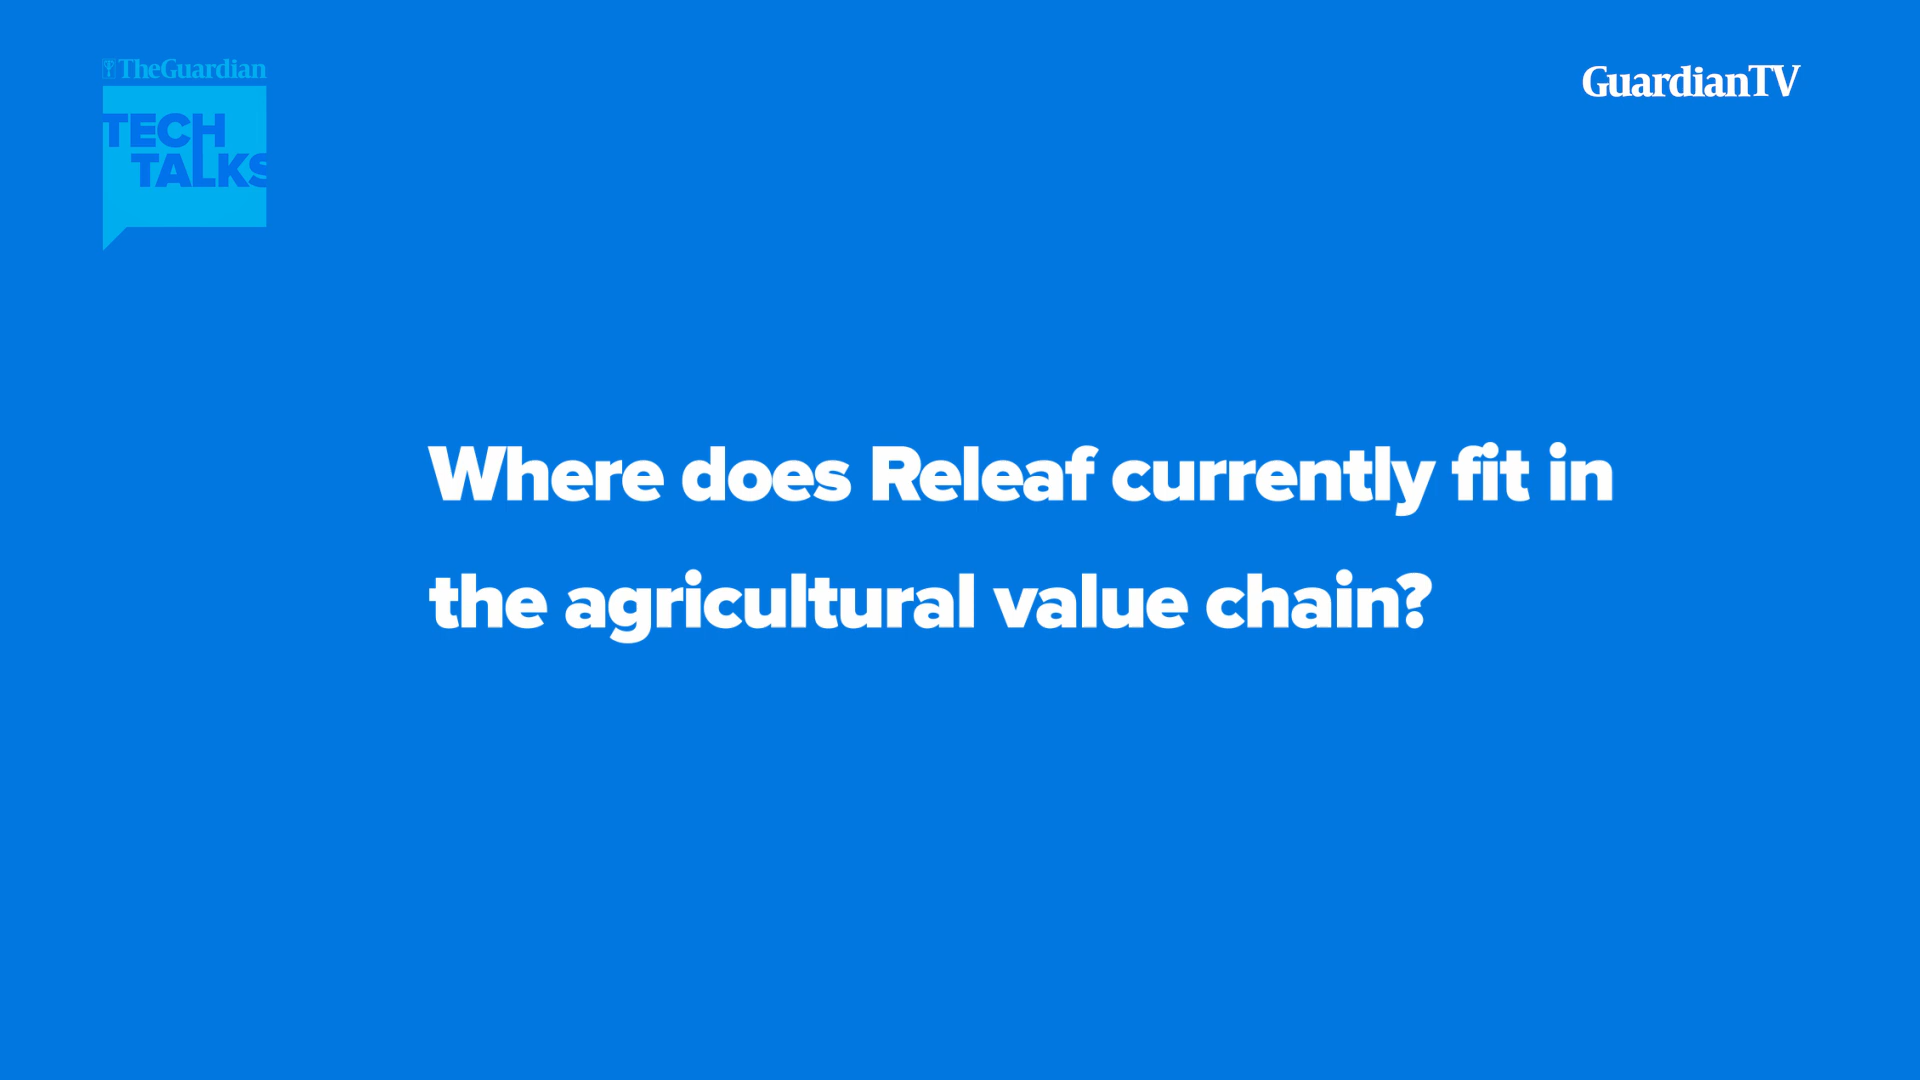 TheGuardian
TECH
TALKS
GuardianTV
Where does Releaf currently fit in
the agricultural value chain?